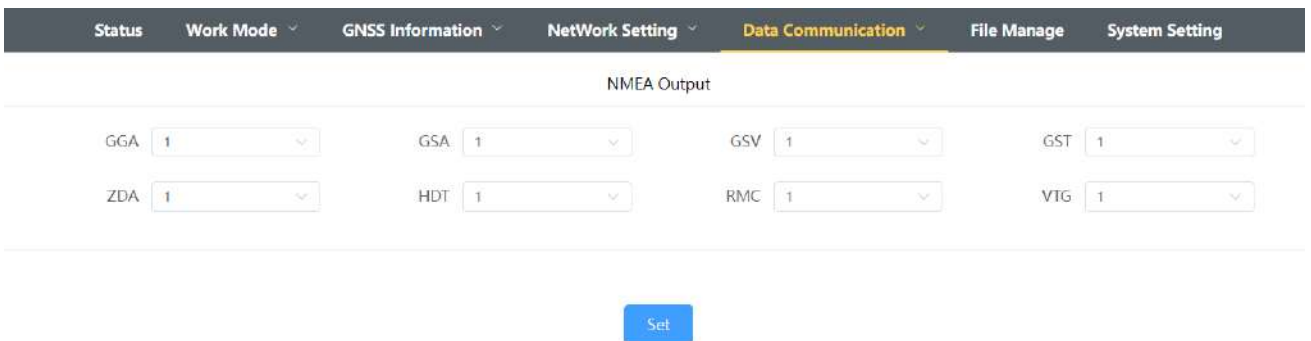 Status Work Mode GNSS Information NetWork Setting Data Communication File Manage System Setting
NMEA Output
GGA 1 GSA 1 GSV 1 GST 1
ZDA 1 HDT 1 RMC 1 VTG 1
Set